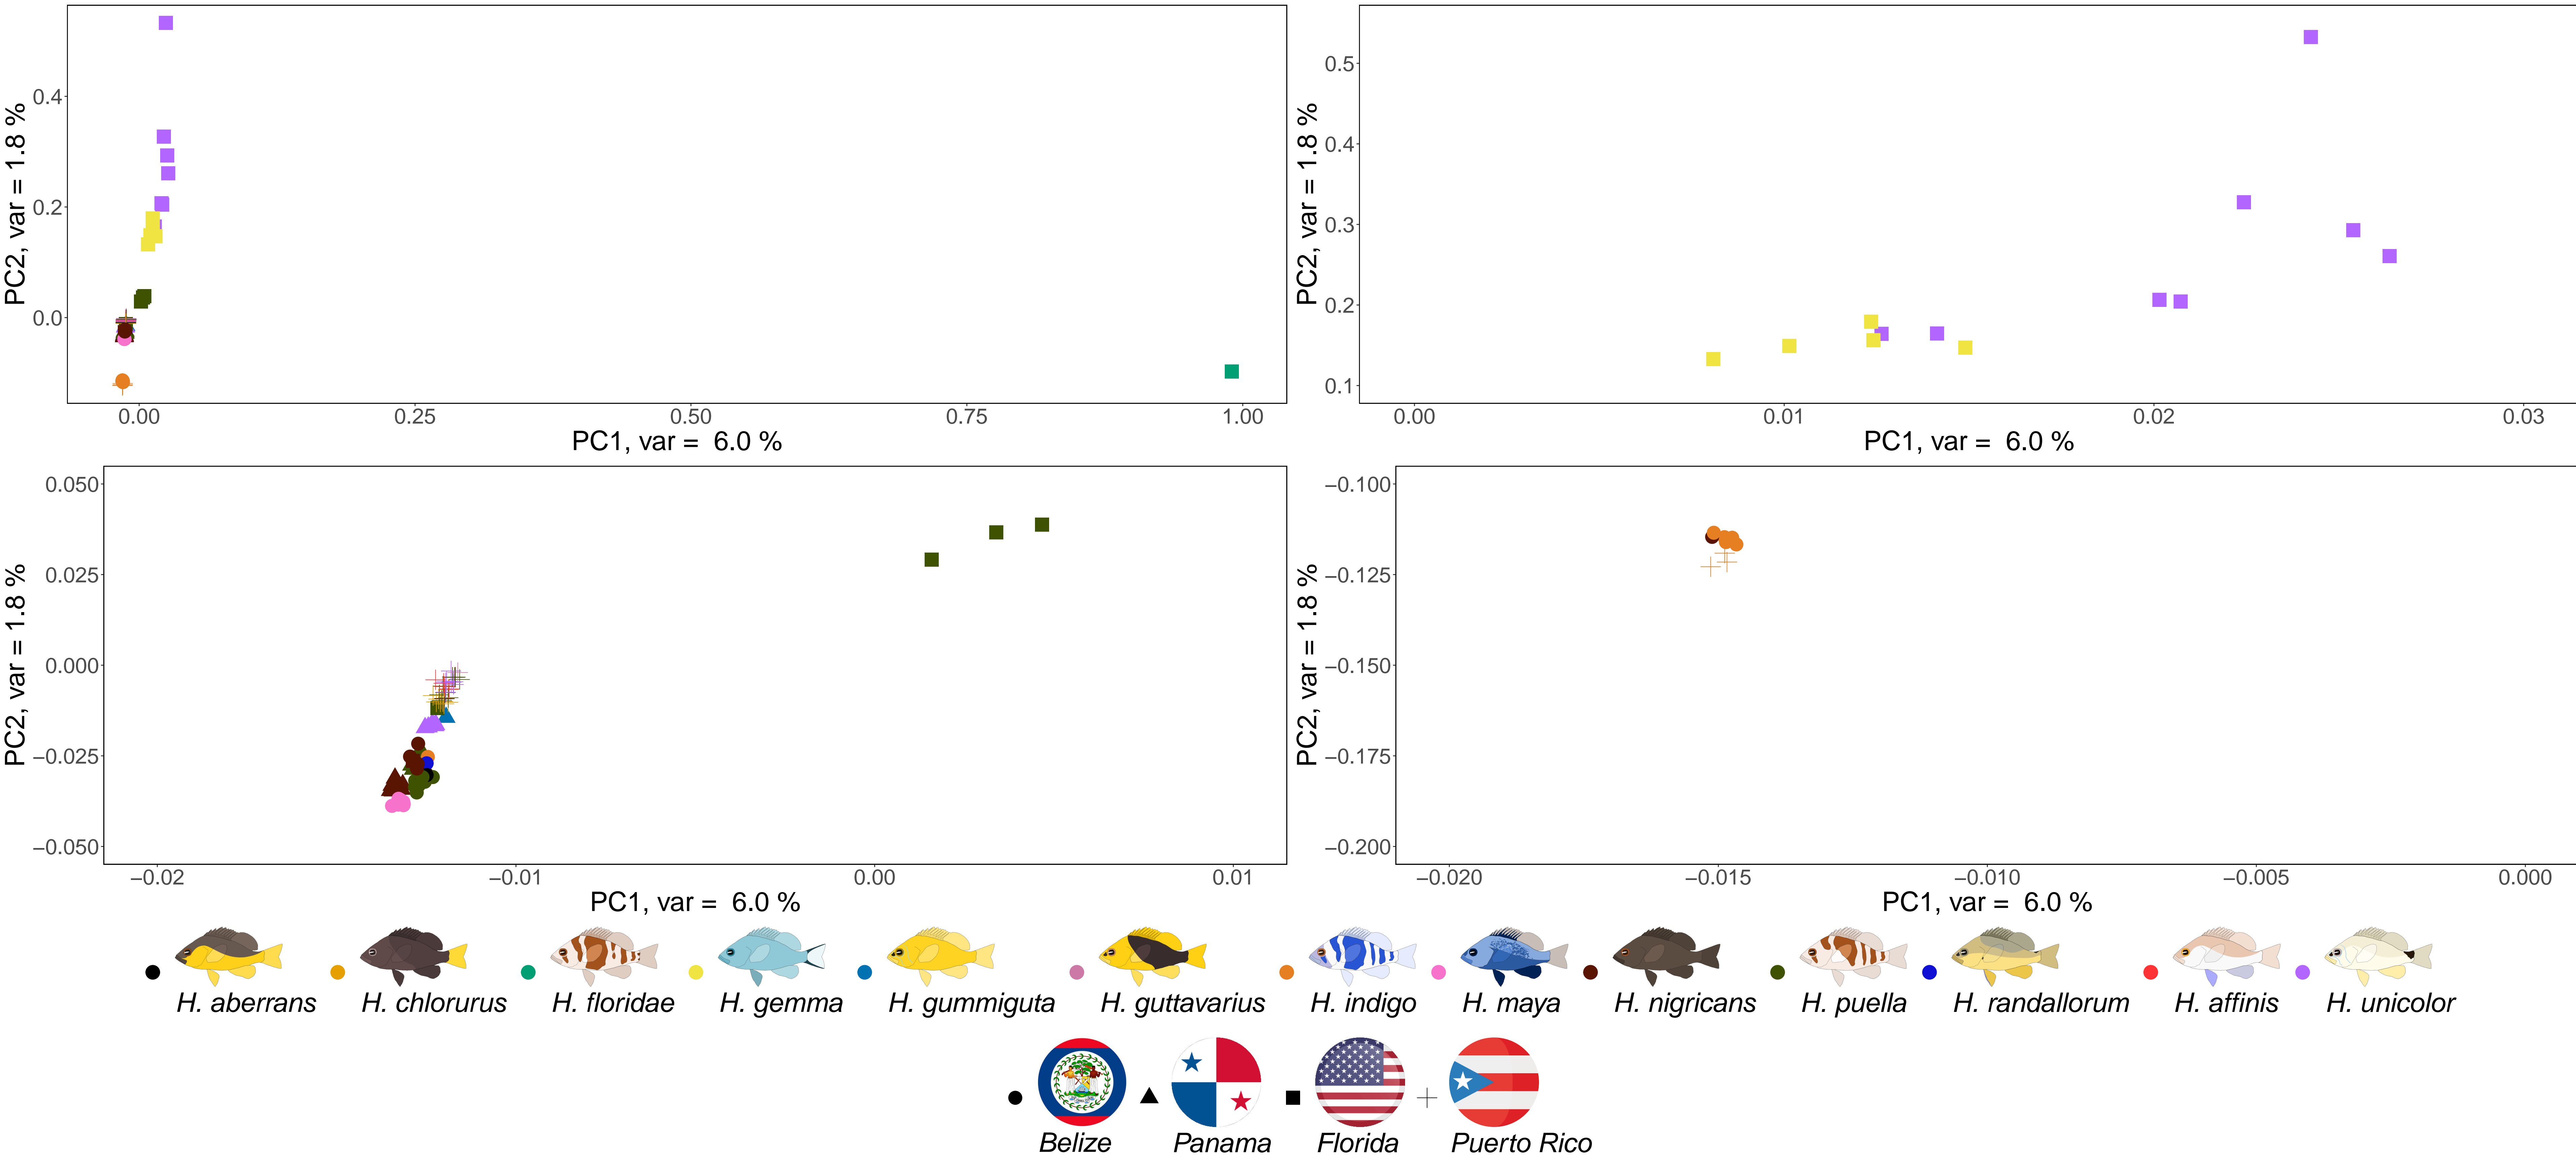 PC2, var = 1.8 %
0.4
0.2
0.0
0.00 0.25 0.50 0.75 1.00
PC1, var = 6.0 %
PC2, var = 1.8 %
0.5
0.4
0.3
0.2
0.1
0.00 0.01 0.02 0.03
PC1, var = 6.0 %
PC2, var = 1.8 %
0.050
0.025
0.000
−0.025
−0.050
−0.02 −0.01 0.00 0.01
PC1, var = 6.0 %
PC2, var = 1.8 %
−0.100
−0.125
−0.150
−0.175
−0.200
−0.020 −0.015 −0.010 −0.005 0.000
PC1, var = 6.0 %
H. aberrans H. chlorurus H. floridae H. gemma H. gummiguta H. guttavarius H. indigo H. maya H. nigricans H. puella H. randallorum H. affinis H. unicolor
Belize Panama Florida Puerto Rico